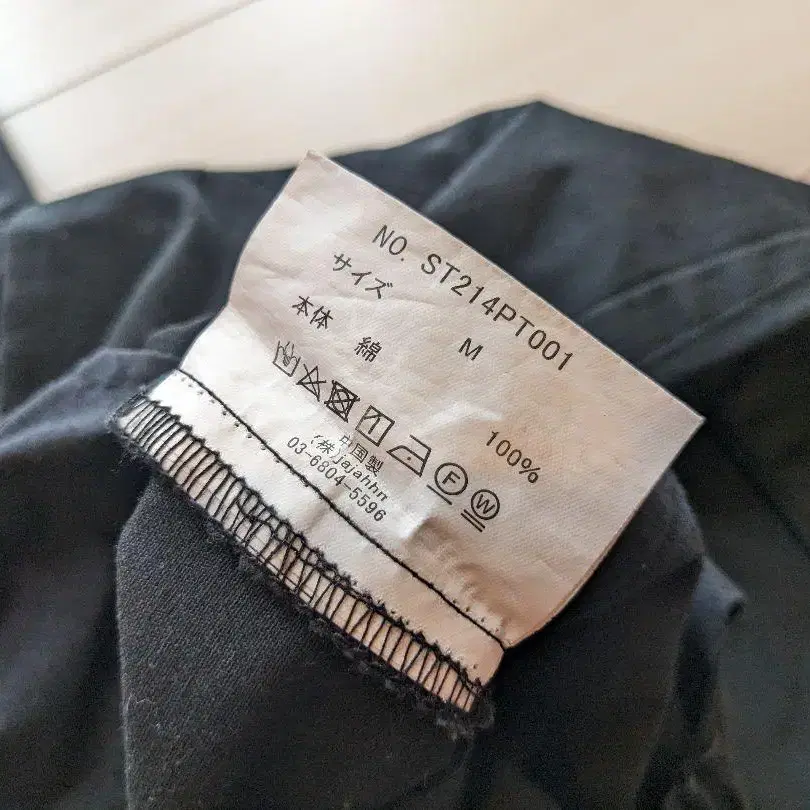 NO. ST214PT001
サイズ M
本体 綿 100%
F W
中国製
(株)jajahhn
03-6804-5596